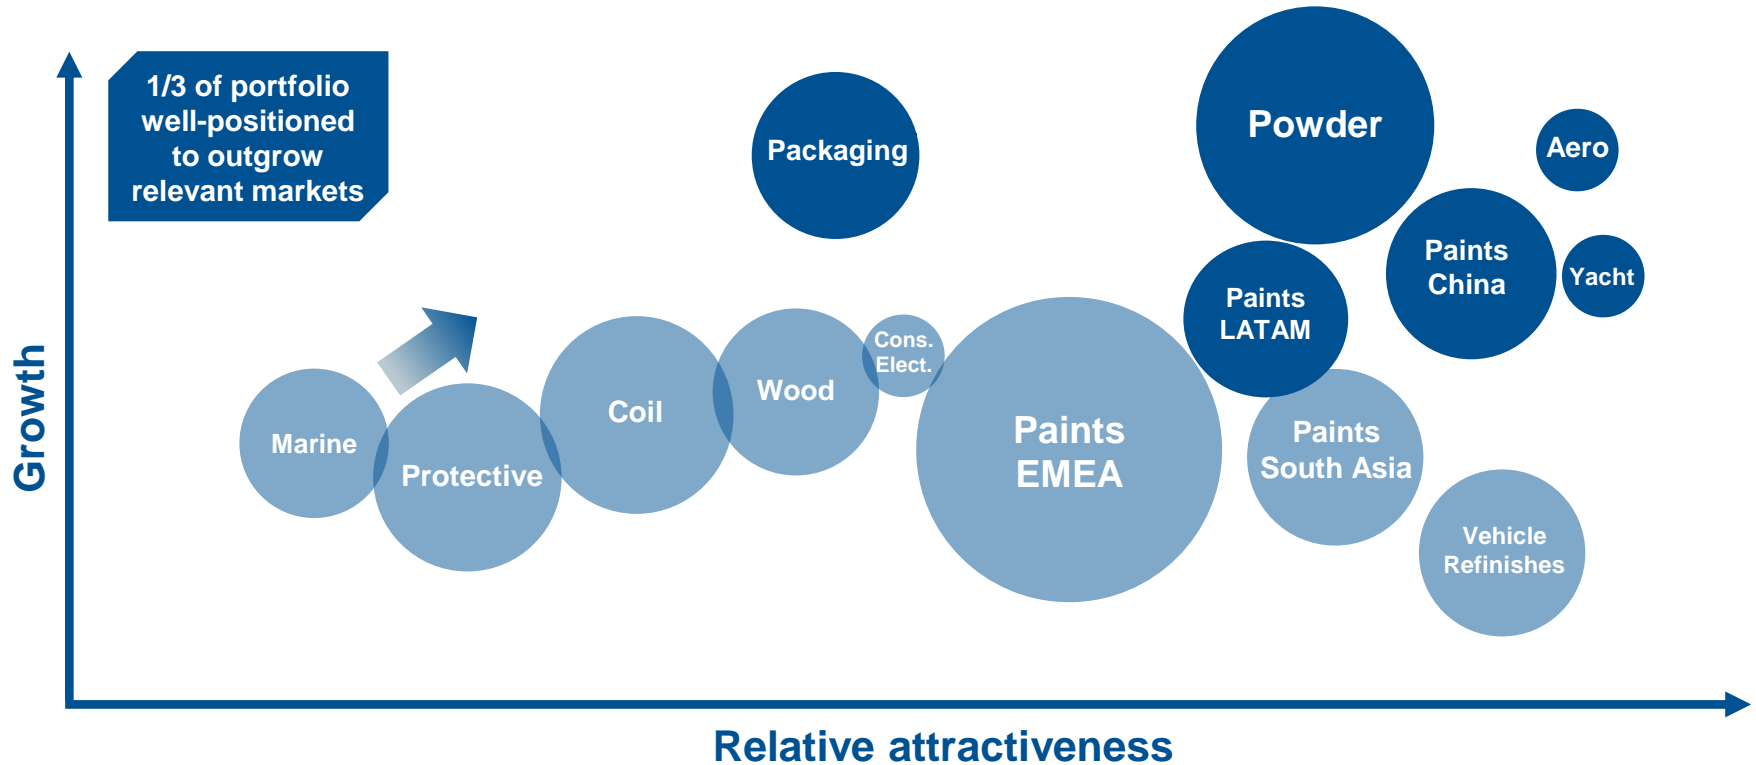 1/3 of portfolio
well-positioned
to outgrow
relevant markets
Packaging
Powder
Aero
Paints
China
Yacht
Paints
LATAM
Cons.
Elect.
Wood
Coil
Marine
Protective
Paints
EMEA
Paints
South Asia
Vehicle
Refinishes
Growth
Relative attractiveness